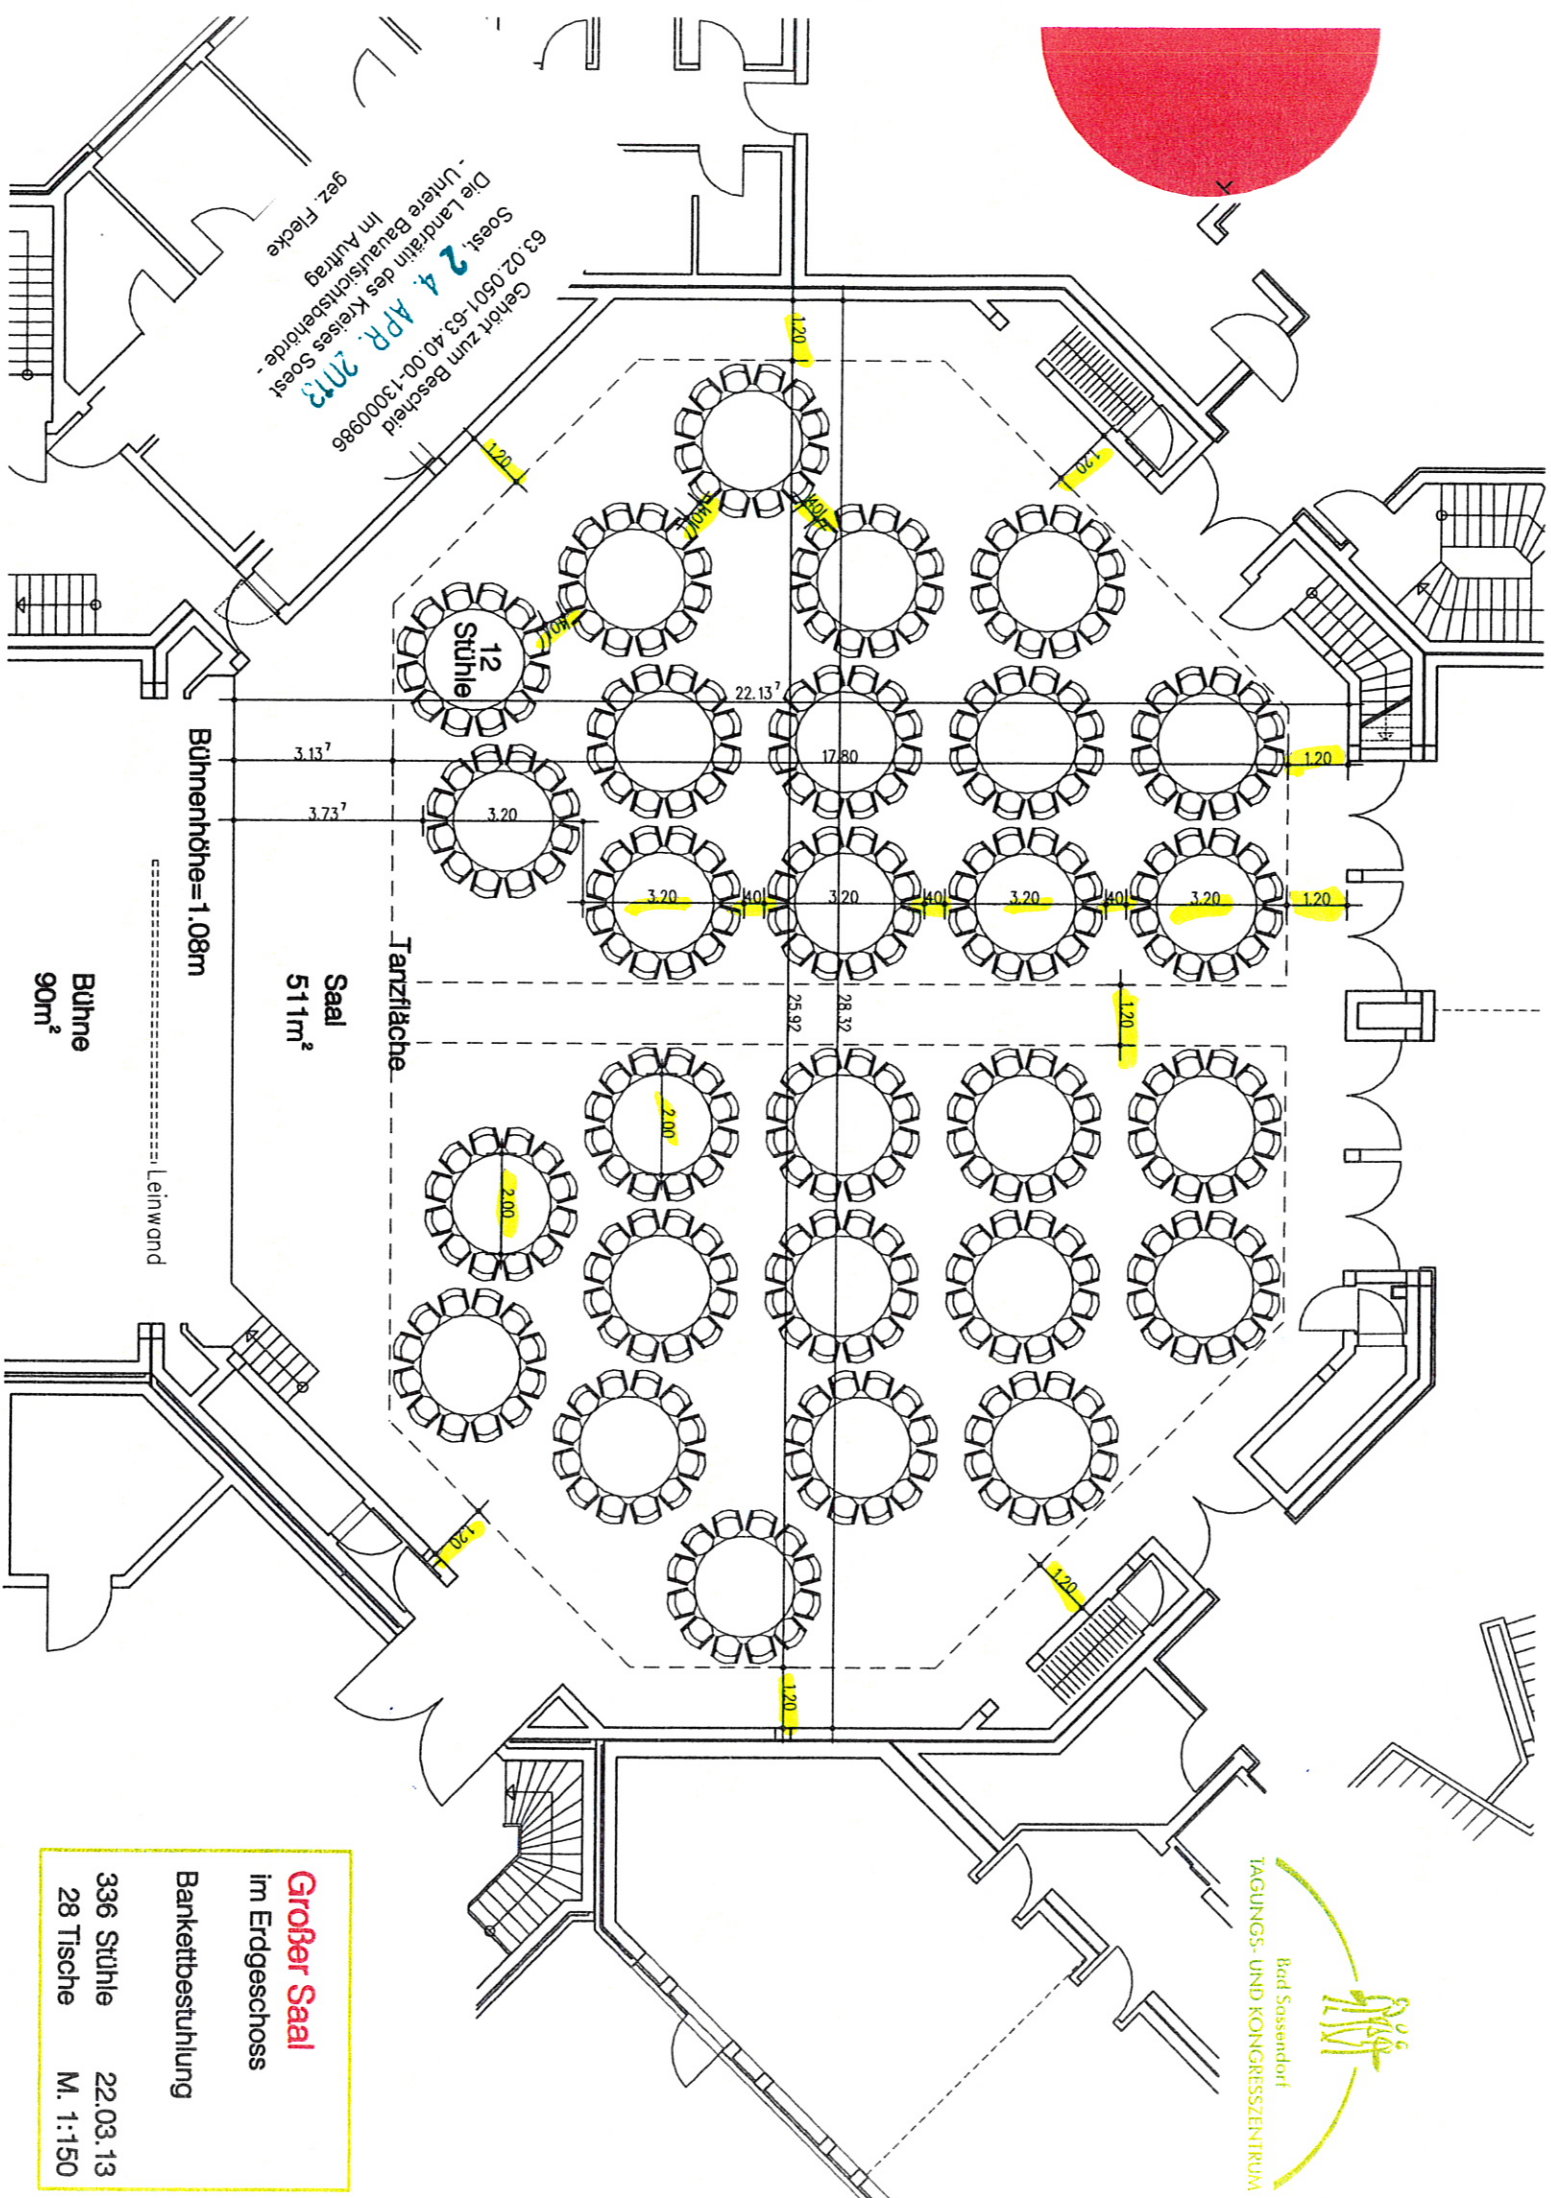 Bad Sassendorf
TAGUNGS- UND KONGRESSZENTRUM
Gehört zum Bescheid
63.02.0501-63.40.00-13000986
Soest, 24. APR. 2013
Die Landrätin des Kreises Soest
- Untere Bauaufsichtsbehörde -
Im Auftrag
gez. Flecke
1.20
1.20
1.20
40
40
40
12
Stühle
22.13⁷
3.13⁷
17.80
1.20
3.73⁷
3.20
3.20
40
3.20
40
3.20
40
3.20
1.20
Tanzfläche
25.92
28.32
1.20
Saal
511m²
Bühnenhöhe=1.08m
Bühne
90m²
Leinwand
2.00
2.00
1.20
1.20
1.20
Großer Saal
im Erdgeschoss
Bankettbestuhlung
336 Stühle 22.03.13
28 Tische M. 1:150